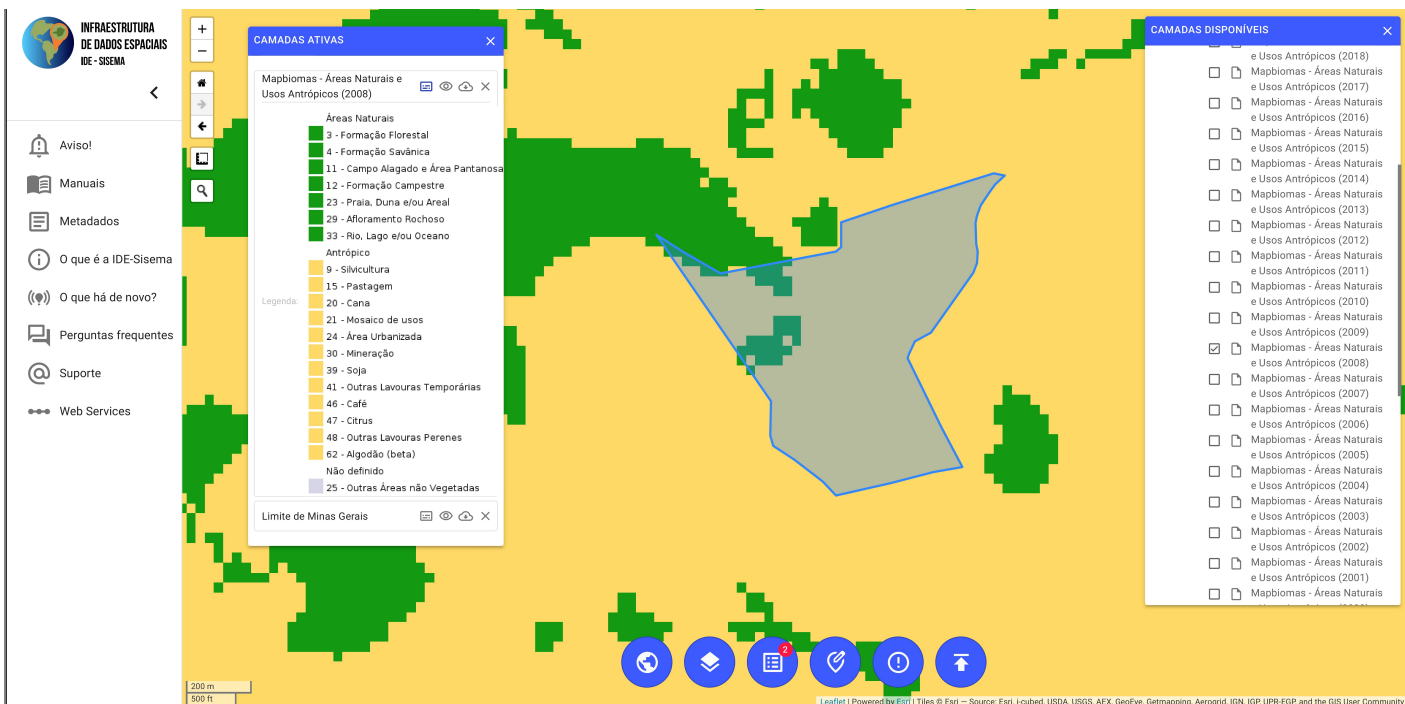 INFRAESTRUTURA
DE DADOS ESPACIAIS
IDE - SISEMA
Aviso!
Manuais
Metadados
O que é a IDE-Sisema
O que há de novo?
Perguntas frequentes
Suporte
Web Services
+
−
CAMADAS ATIVAS
Mapbiomas - Áreas Naturais e
Usos Antrópicos (2008)
Legenda:
Áreas Naturais
3 - Formação Florestal
4 - Formação Savânica
11 - Campo Alagado e Área Pantanosa
12 - Formação Campestre
23 - Praia, Duna e/ou Areal
29 - Afloramento Rochoso
33 - Rio, Lago e/ou Oceano
Antrópico
9 - Silvicultura
15 - Pastagem
20 - Cana
21 - Mosaico de usos
24 - Área Urbanizada
30 - Mineração
39 - Soja
41 - Outras Lavouras Temporárias
46 - Café
47 - Citrus
48 - Outras Lavouras Perenes
62 - Algodão (beta)
Não definido
25 - Outras Áreas não Vegetadas
Limite de Minas Gerais
CAMADAS DISPONÍVEIS
e Usos Antrópicos (2018)
Mapbiomas - Áreas Naturais
e Usos Antrópicos (2017)
Mapbiomas - Áreas Naturais
e Usos Antrópicos (2016)
Mapbiomas - Áreas Naturais
e Usos Antrópicos (2015)
Mapbiomas - Áreas Naturais
e Usos Antrópicos (2014)
Mapbiomas - Áreas Naturais
e Usos Antrópicos (2013)
Mapbiomas - Áreas Naturais
e Usos Antrópicos (2012)
Mapbiomas - Áreas Naturais
e Usos Antrópicos (2011)
Mapbiomas - Áreas Naturais
e Usos Antrópicos (2010)
Mapbiomas - Áreas Naturais
e Usos Antrópicos (2009)
Mapbiomas - Áreas Naturais
e Usos Antrópicos (2008)
Mapbiomas - Áreas Naturais
e Usos Antrópicos (2007)
Mapbiomas - Áreas Naturais
e Usos Antrópicos (2006)
Mapbiomas - Áreas Naturais
e Usos Antrópicos (2005)
Mapbiomas - Áreas Naturais
e Usos Antrópicos (2004)
Mapbiomas - Áreas Naturais
e Usos Antrópicos (2003)
Mapbiomas - Áreas Naturais
e Usos Antrópicos (2002)
Mapbiomas - Áreas Naturais
e Usos Antrópicos (2001)
Mapbiomas - Áreas Naturais
2
200 m
500 ft
Leaflet | Powered by Esri | Tiles © Esri — Source: Esri, i-cubed, USDA, USGS, AEX, GeoEye, Getmapping, Aerogrid, IGN, IGP, UPR-EGP, and the GIS User Community